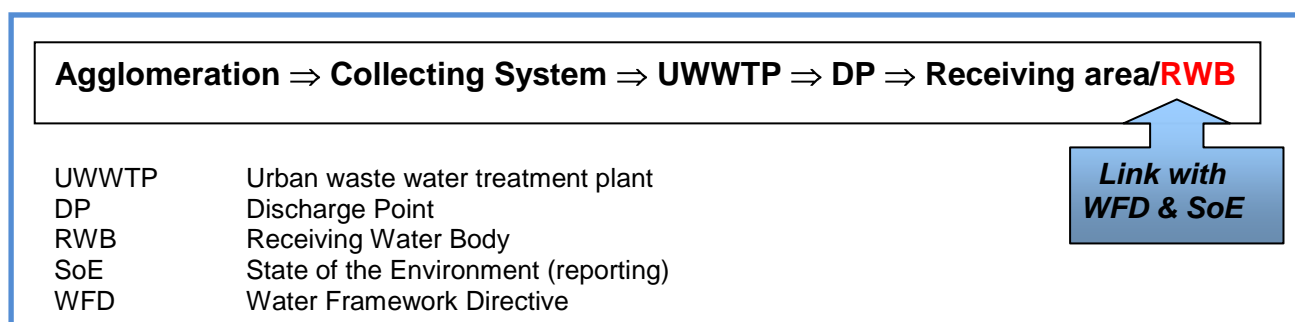 Agglomeration ⇒ Collecting System ⇒ UWWTP ⇒ DP ⇒ Receiving area/RWB
Link with
WFD & SoE
UWWTP Urban waste water treatment plant
DP Discharge Point
RWB Receiving Water Body
SoE State of the Environment (reporting)
WFD Water Framework Directive